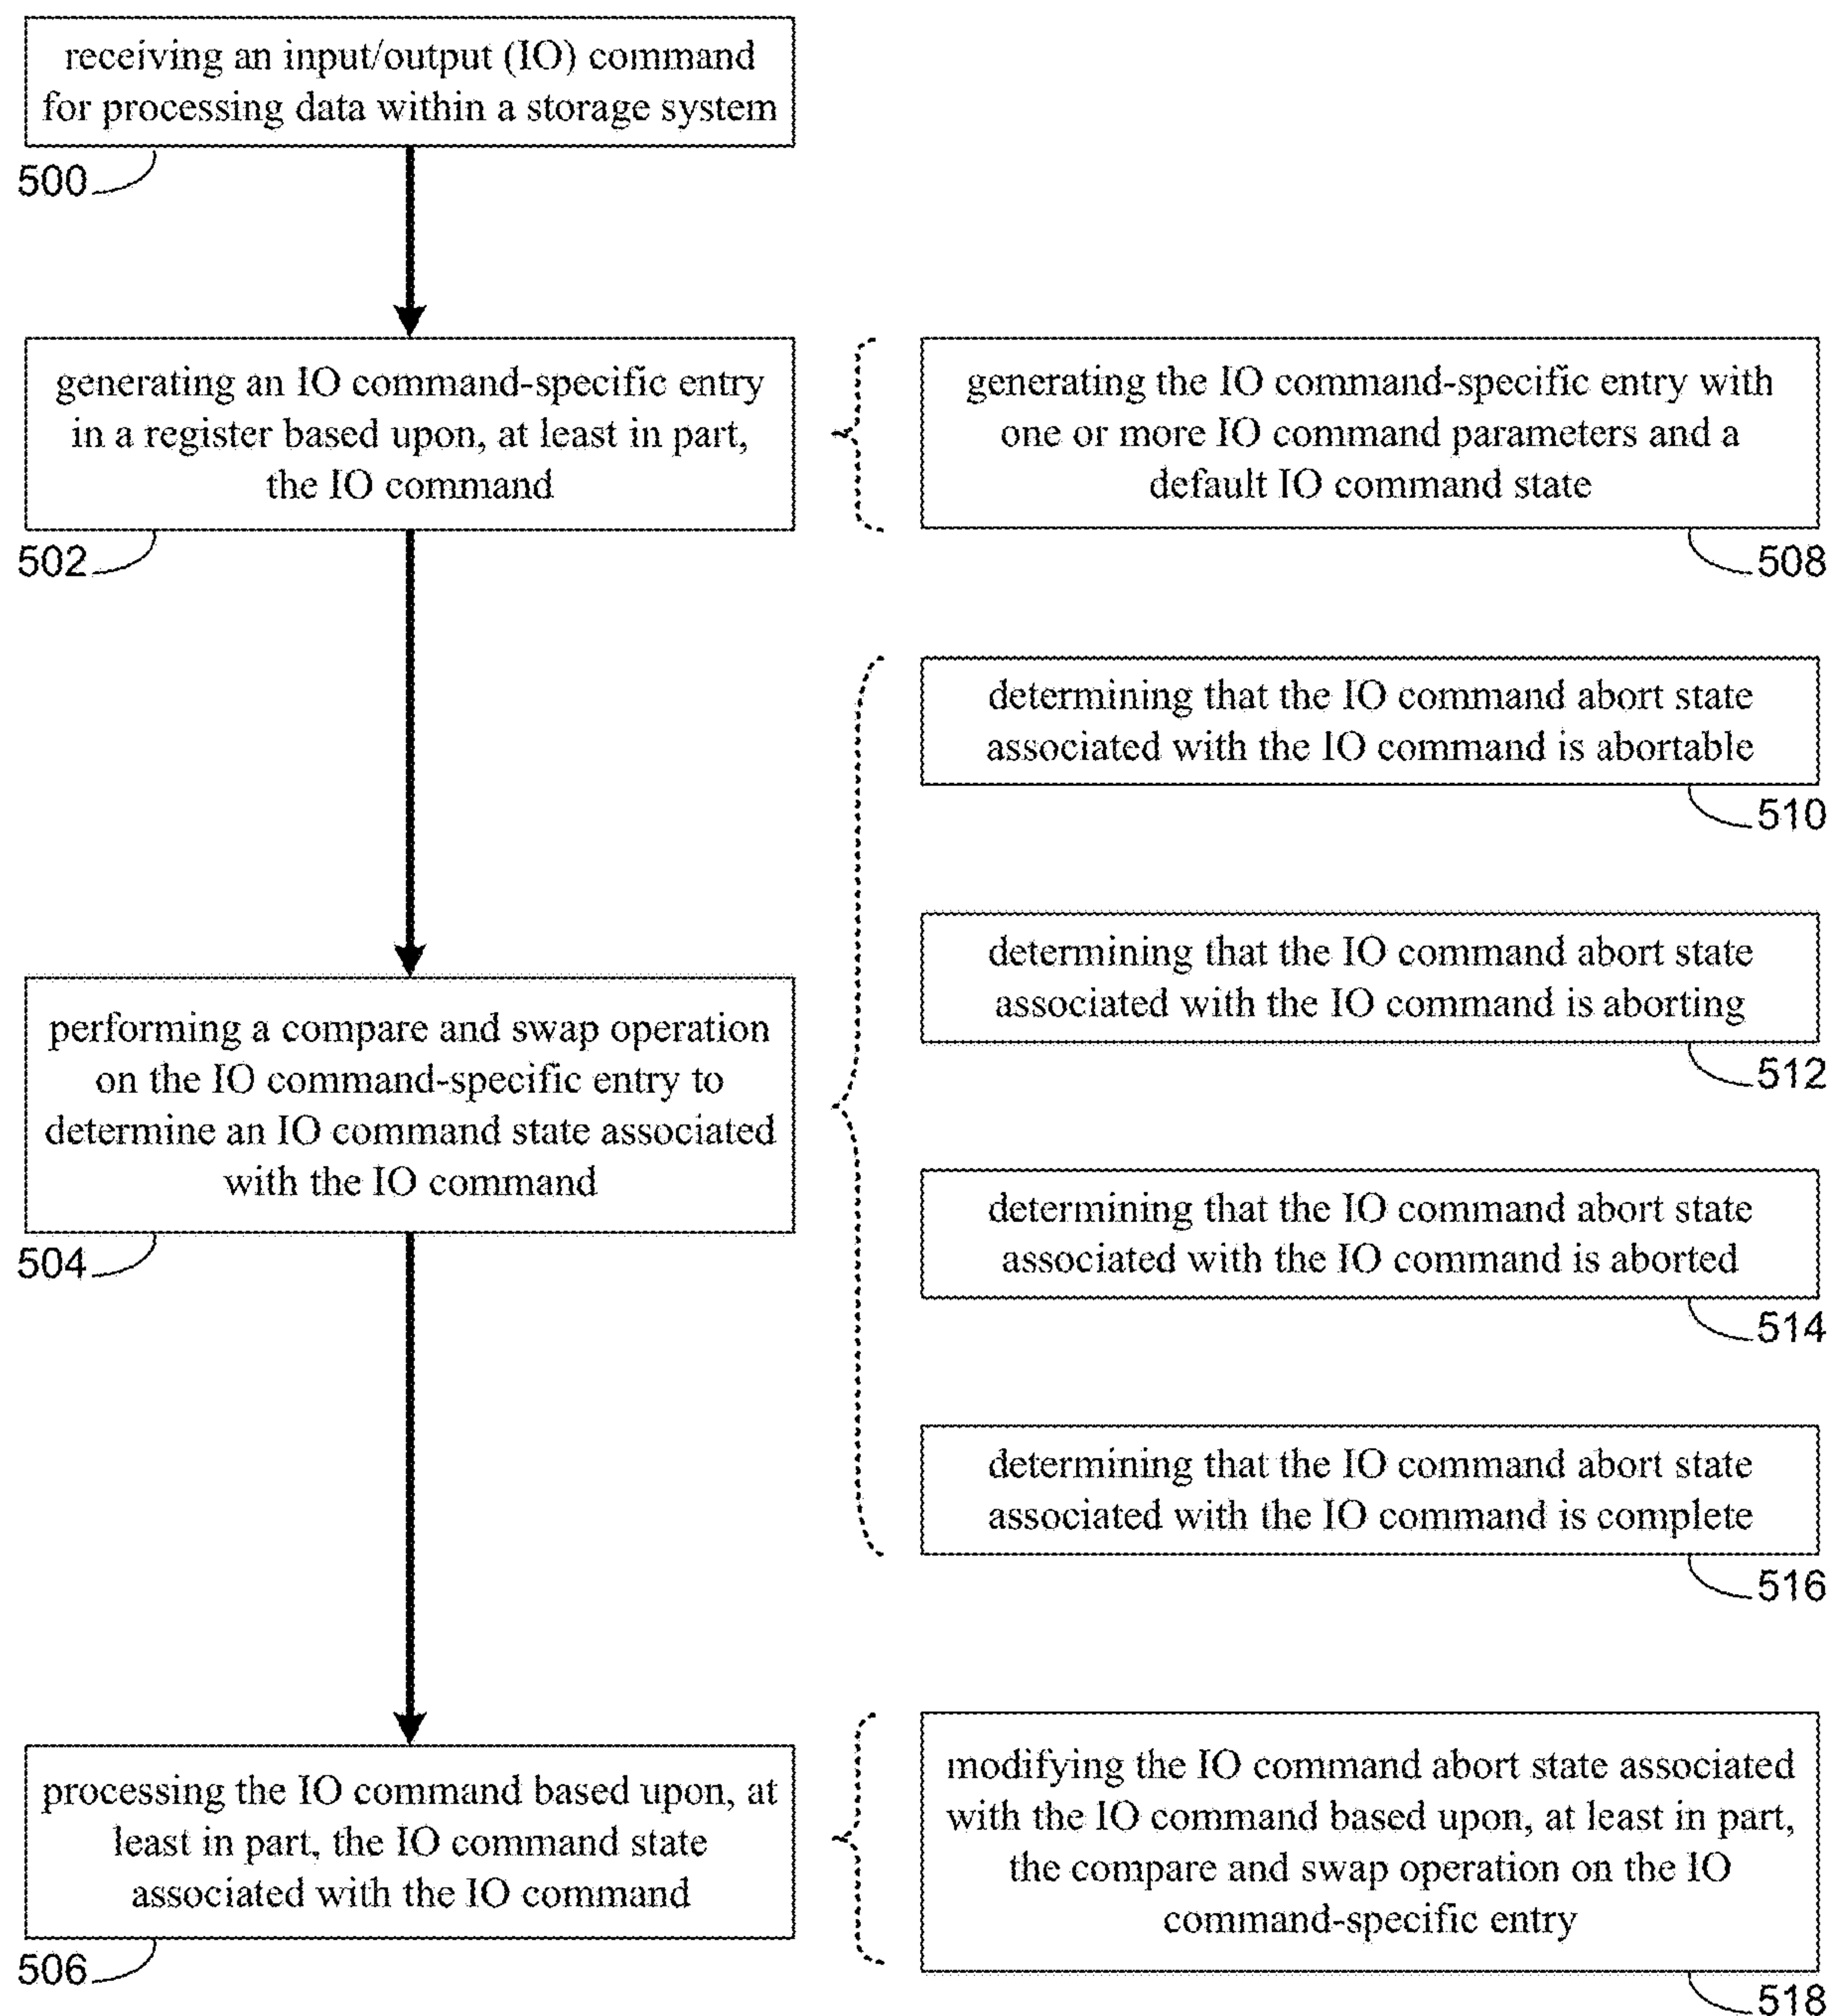 receiving an input/output (IO) command
for processing data within a storage system
500
generating an IO command-specific entry
in a register based upon, at least in part,
the IO command
502
generating the IO command-specific entry with
one or more IO command parameters and a
default IO command state
508
determining that the IO command abort state
associated with the IO command is abortable
510
determining that the IO command abort state
associated with the IO command is aborting
512
performing a compare and swap operation
on the IO command-specific entry to
determine an IO command state associated
with the IO command
504
determining that the IO command abort state
associated with the IO command is aborted
514
determining that the IO command abort state
associated with the IO command is complete
516
processing the IO command based upon, at
least in part, the IO command state
associated with the IO command
506
modifying the IO command abort state associated
with the IO command based upon, at least in part,
the compare and swap operation on the IO
command-specific entry
518